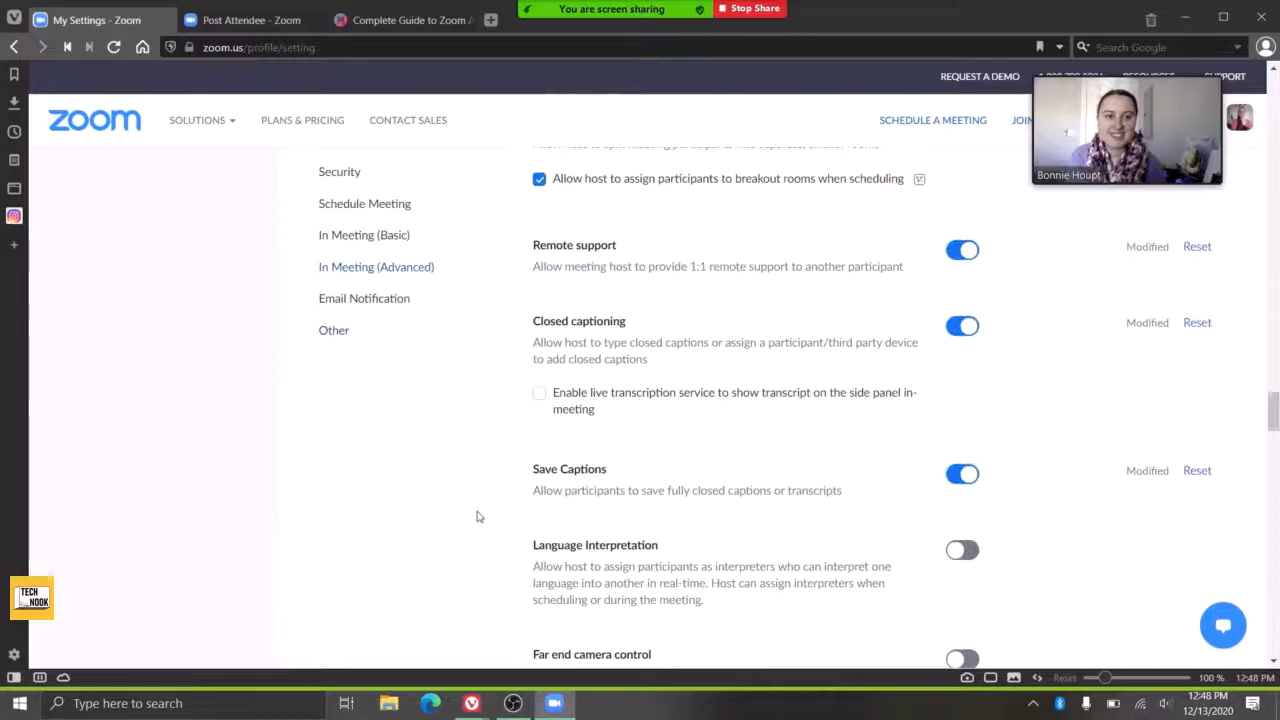 My Settings - Zoom
Post Attendee - Zoom
Complete Guide to Zoom
You are screen sharing
Stop Share
zoom.us/profile/setting
Search Google
REQUEST A DEMO
SUPPORT
zoom
SOLUTIONS
PLANS & PRICING
CONTACT SALES
SCHEDULE A MEETING
JOIN
Bonnie Houpt
Security
Schedule Meeting
In Meeting (Basic)
In Meeting (Advanced)
Email Notification
Other
Allow host to assign participants to breakout rooms when scheduling
Remote support
Modified
Reset
Allow meeting host to provide 1:1 remote support to another participant
Closed captioning
Modified
Reset
Allow host to type closed captions or assign a participant/third party device
to add closed captions
Enable live transcription service to show transcript on the side panel in-
meeting
Save Captions
Modified
Reset
Allow participants to save fully closed captions or transcripts
Language Interpretation
Allow host to assign participants as interpreters who can interpret one
language into another in real-time. Host can assign interpreters when
scheduling or during the meeting.
Far end camera control
TECH
NOOK
Reset
100 %
12:48 PM
Type here to search
12:48 PM
12/13/2020